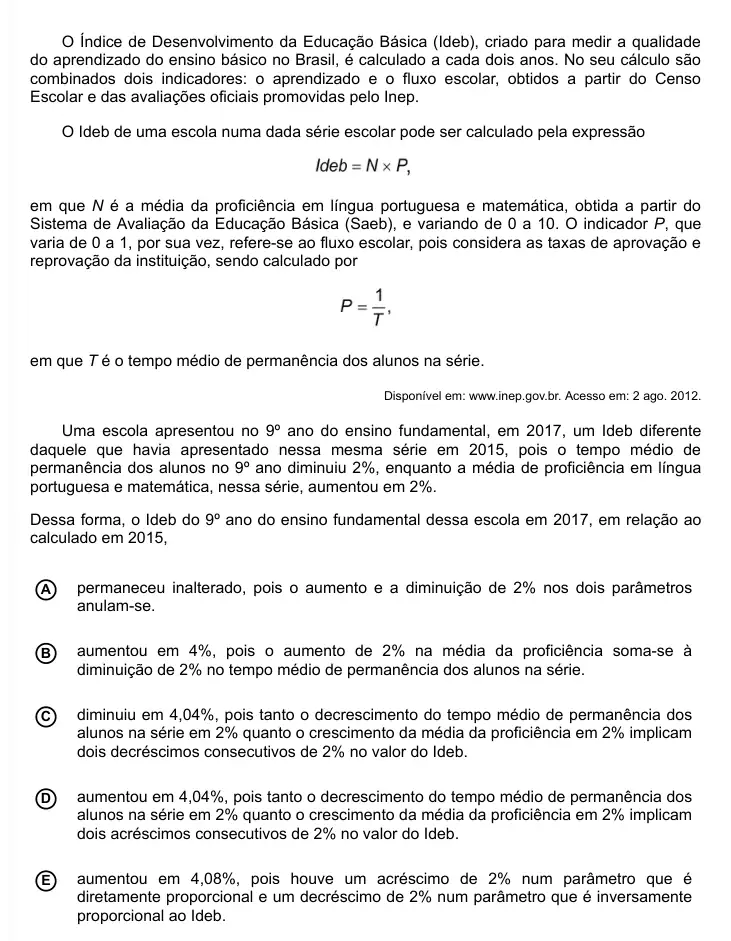 O Índice de Desenvolvimento da Educação Básica (Ideb), criado para medir a qualidade
do aprendizado do ensino básico no Brasil, é calculado a cada dois anos. No seu cálculo são
combinados dois indicadores: o aprendizado e o fluxo escolar, obtidos a partir do Censo
Escolar e das avaliações oficiais promovidas pelo Inep.
O Ideb de uma escola numa dada série escolar pode ser calculado pela expressão
Ideb = N × P,
em que N é a média da proficiência em língua portuguesa e matemática, obtida a partir do
Sistema de Avaliação da Educação Básica (Saeb), e variando de 0 a 10. O indicador P, que
varia de 0 a 1, por sua vez, refere-se ao fluxo escolar, pois considera as taxas de aprovação e
reprovação da instituição, sendo calculado por
P = 1/T,
em que T é o tempo médio de permanência dos alunos na série.
Disponível em: www.inep.gov.br. Acesso em: 2 ago. 2012.
Uma escola apresentou no 9º ano do ensino fundamental, em 2017, um Ideb diferente
daquele que havia apresentado nessa mesma série em 2015, pois o tempo médio de
permanência dos alunos no 9º ano diminuiu 2%, enquanto a média de proficiência em língua
portuguesa e matemática, nessa série, aumentou em 2%.
Dessa forma, o Ideb do 9º ano do ensino fundamental dessa escola em 2017, em relação ao
calculado em 2015,
A permaneceu inalterado, pois o aumento e a diminuição de 2% nos dois parâmetros
anulam-se.
B aumentou em 4%, pois o aumento de 2% na média da proficiência soma-se à
diminuição de 2% no tempo médio de permanência dos alunos na série.
C diminuiu em 4,04%, pois tanto o decrescimento do tempo médio de permanência dos
alunos na série em 2% quanto o crescimento da média da proficiência em 2% implicam
dois decréscimos consecutivos de 2% no valor do Ideb.
D aumentou em 4,04%, pois tanto o decrescimento do tempo médio de permanência dos
alunos na série em 2% quanto o crescimento da média da proficiência em 2% implicam
dois acréscimos consecutivos de 2% no valor do Ideb.
E aumentou em 4,08%, pois houve um acréscimo de 2% num parâmetro que é
diretamente proporcional e um decréscimo de 2% num parâmetro que é inversamente
proporcional ao Ideb.